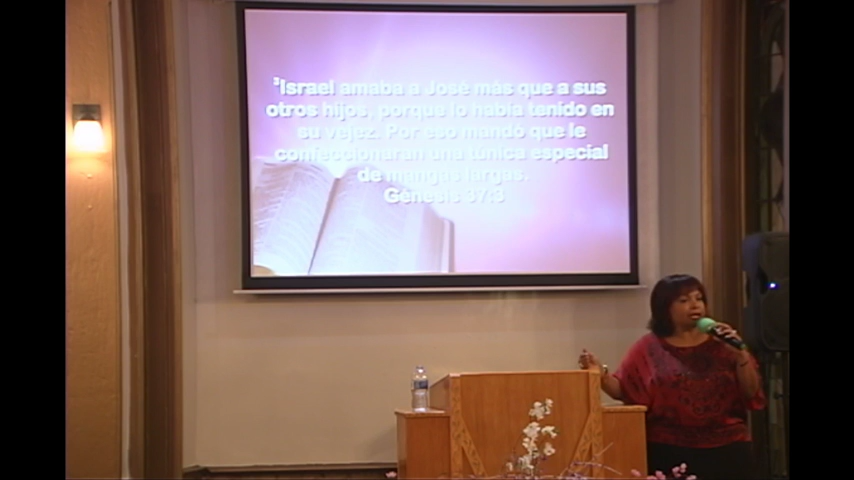 ³Israel amaba a José más que a sus
otros hijos, porque lo había tenido en
su vejez. Por eso mandó que le
confeccionaran una túnica especial
de mangas largas.
Génesis 37:3